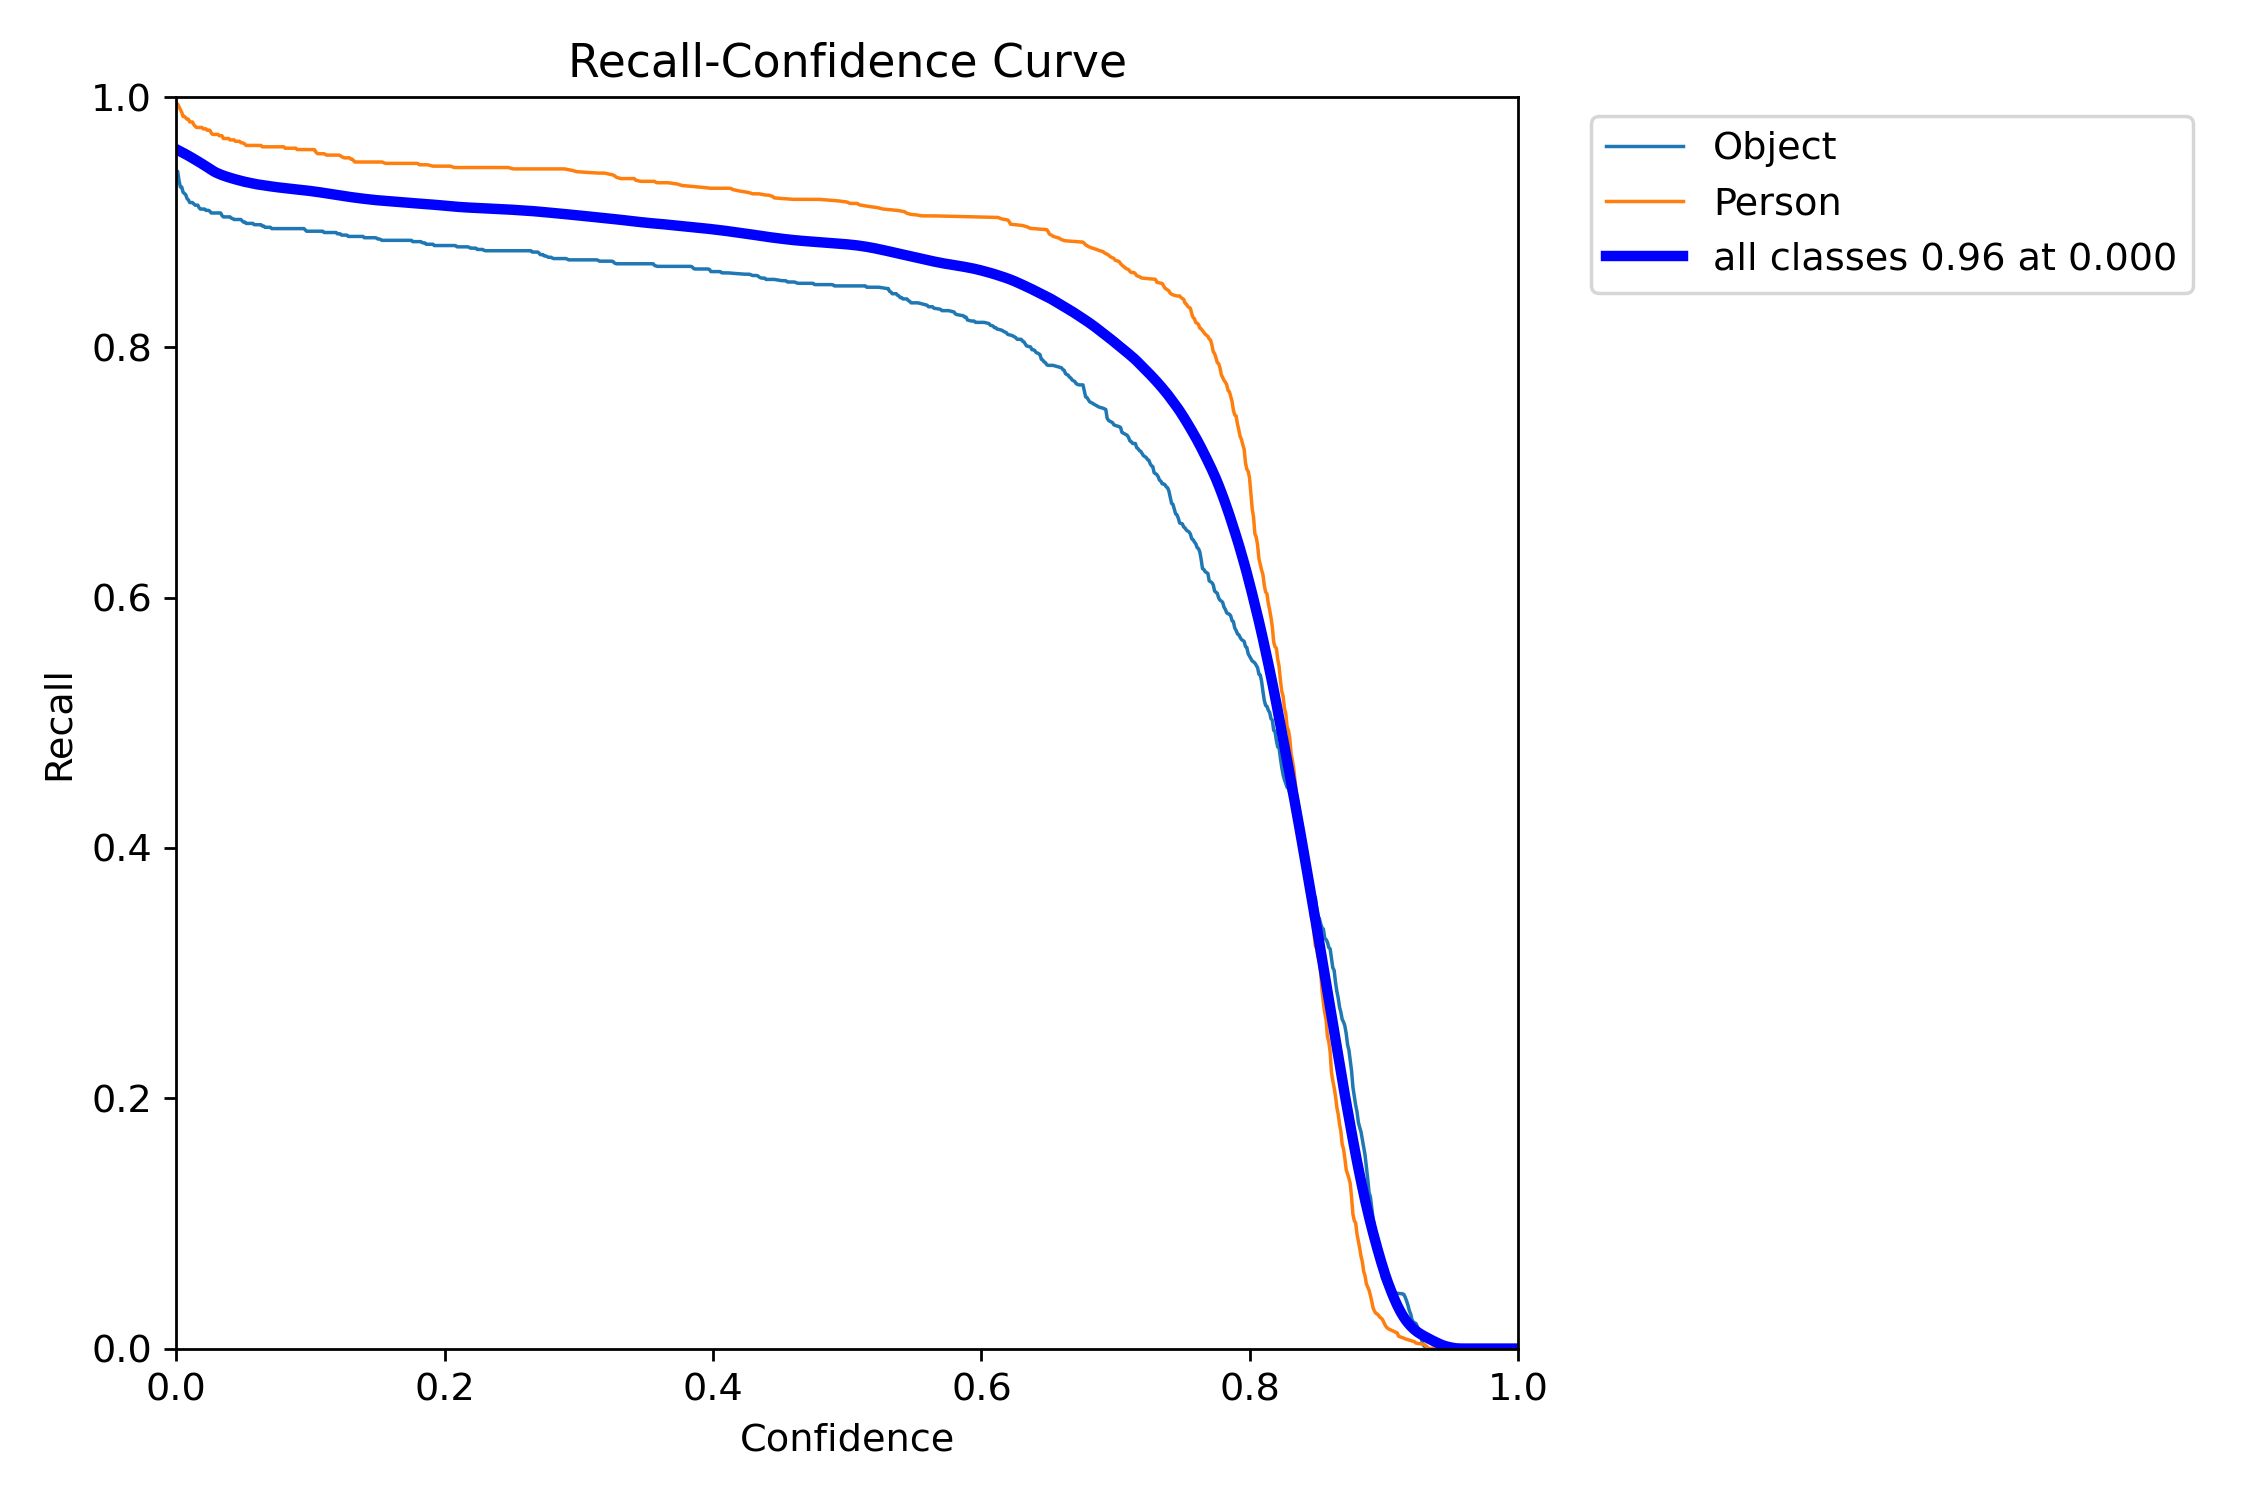 Recall-Confidence Curve
1.0
0.8
0.6
0.4
0.2
0.0
Recall
0.0 0.2 0.4 0.6 0.8 1.0
Confidence
Object
Person
all classes 0.96 at 0.000